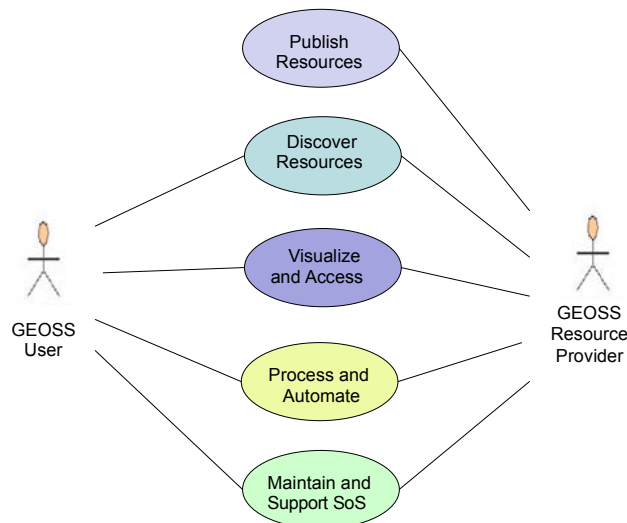 Publish
Resources
Discover
Resources
Visualize
and Access
GEOSS
User
GEOSS
Resource
Provider
Process and
Automate
Maintain and
Support SoS